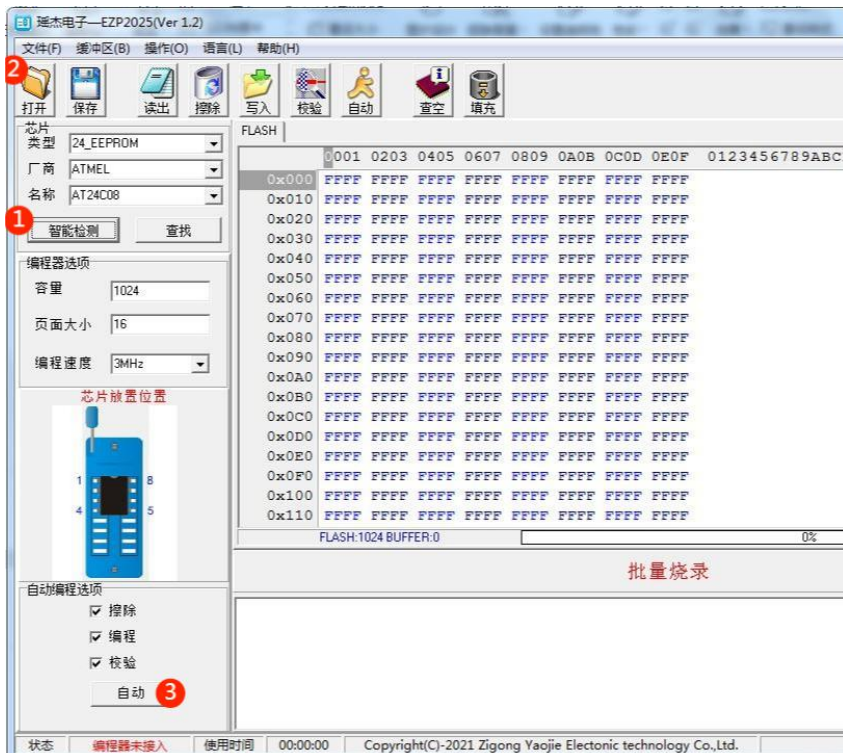 瑶杰电子—EZP2025(Ver 1.2)
文件(F) 缓冲区(B) 操作(O) 语言(L) 帮助(H)
2
打开 保存 读出 擦除 写入 校验 自动 查空 填充
芯片
类型 24_EEPROM
厂商 ATMEL
名称 AT24C08
1
智能检测 查找
编程器选项
容量 1024
页面大小 16
编程速度 3MHz
芯片放置位置
1 8
4 5
自动编程选项
擦除
编程
校验
自动 3
FLASH
0001 0203 0405 0607 0809 0A0B 0C0D 0E0F 0123456789ABC
0x000 FFFF FFFF FFFF FFFF FFFF FFFF FFFF FFFF
0x010 FFFF FFFF FFFF FFFF FFFF FFFF FFFF FFFF
0x020 FFFF FFFF FFFF FFFF FFFF FFFF FFFF FFFF
0x030 FFFF FFFF FFFF FFFF FFFF FFFF FFFF FFFF
0x040 FFFF FFFF FFFF FFFF FFFF FFFF FFFF FFFF
0x050 FFFF FFFF FFFF FFFF FFFF FFFF FFFF FFFF
0x060 FFFF FFFF FFFF FFFF FFFF FFFF FFFF FFFF
0x070 FFFF FFFF FFFF FFFF FFFF FFFF FFFF FFFF
0x080 FFFF FFFF FFFF FFFF FFFF FFFF FFFF FFFF
0x090 FFFF FFFF FFFF FFFF FFFF FFFF FFFF FFFF
0x0A0 FFFF FFFF FFFF FFFF FFFF FFFF FFFF FFFF
0x0B0 FFFF FFFF FFFF FFFF FFFF FFFF FFFF FFFF
0x0C0 FFFF FFFF FFFF FFFF FFFF FFFF FFFF FFFF
0x0D0 FFFF FFFF FFFF FFFF FFFF FFFF FFFF FFFF
0x0E0 FFFF FFFF FFFF FFFF FFFF FFFF FFFF FFFF
0x0F0 FFFF FFFF FFFF FFFF FFFF FFFF FFFF FFFF
0x100 FFFF FFFF FFFF FFFF FFFF FFFF FFFF FFFF
0x110 FFFF FFFF FFFF FFFF FFFF FFFF FFFF FFFF
FLASH:1024 BUFFER:0 0%
批量烧录
状态 编程器未接入 使用时间 00:00:00 Copyright(C)-2021 Zigong Yaojie Electonic technology Co.,Ltd.